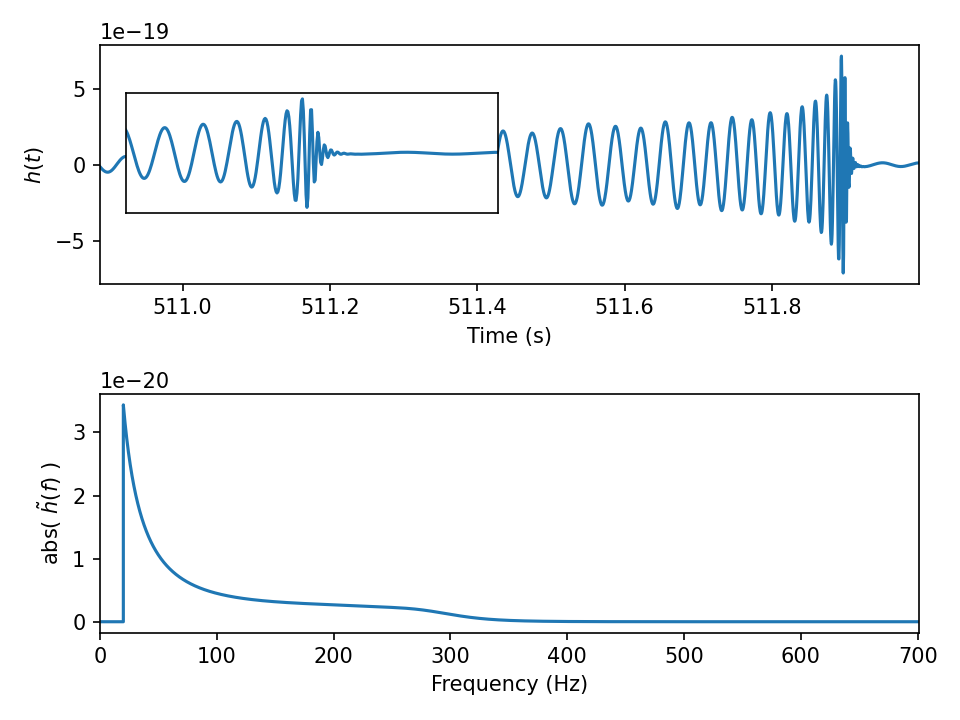 1e−19
h(t)
5
0
−5
511.0 511.2 511.4 511.6 511.8
Time (s)
1e−20
abs( h̃(f) )
3
2
1
0
0 100 200 300 400 500 600 700
Frequency (Hz)